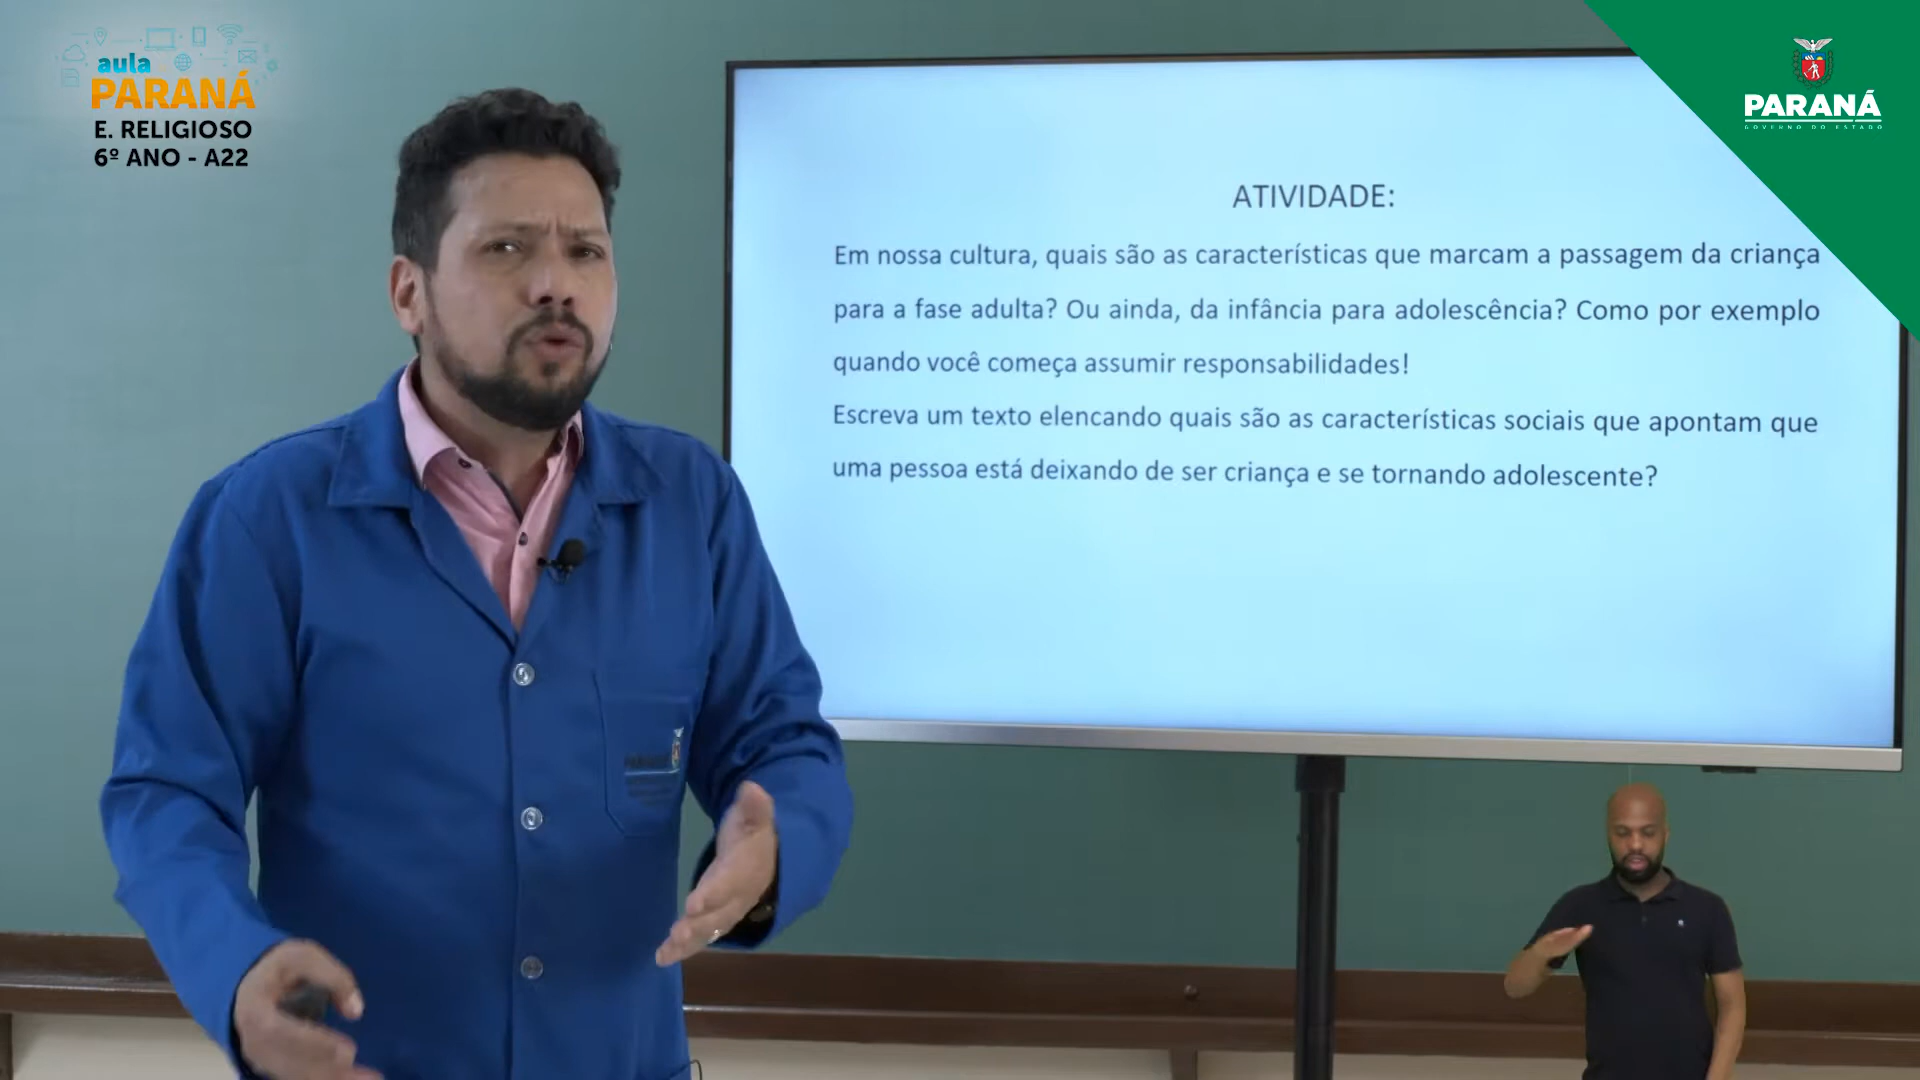 aula
PARANÁ
E. RELIGIOSO
6º ANO - A22
PARANÁ
GOVERNO DO ESTADO
ATIVIDADE:
Em nossa cultura, quais são as características que marcam a passagem da criança
para a fase adulta? Ou ainda, da infância para adolescência? Como por exemplo
quando você começa assumir responsabilidades!
Escreva um texto elencando quais são as características sociais que apontam que
uma pessoa está deixando de ser criança e se tornando adolescente?